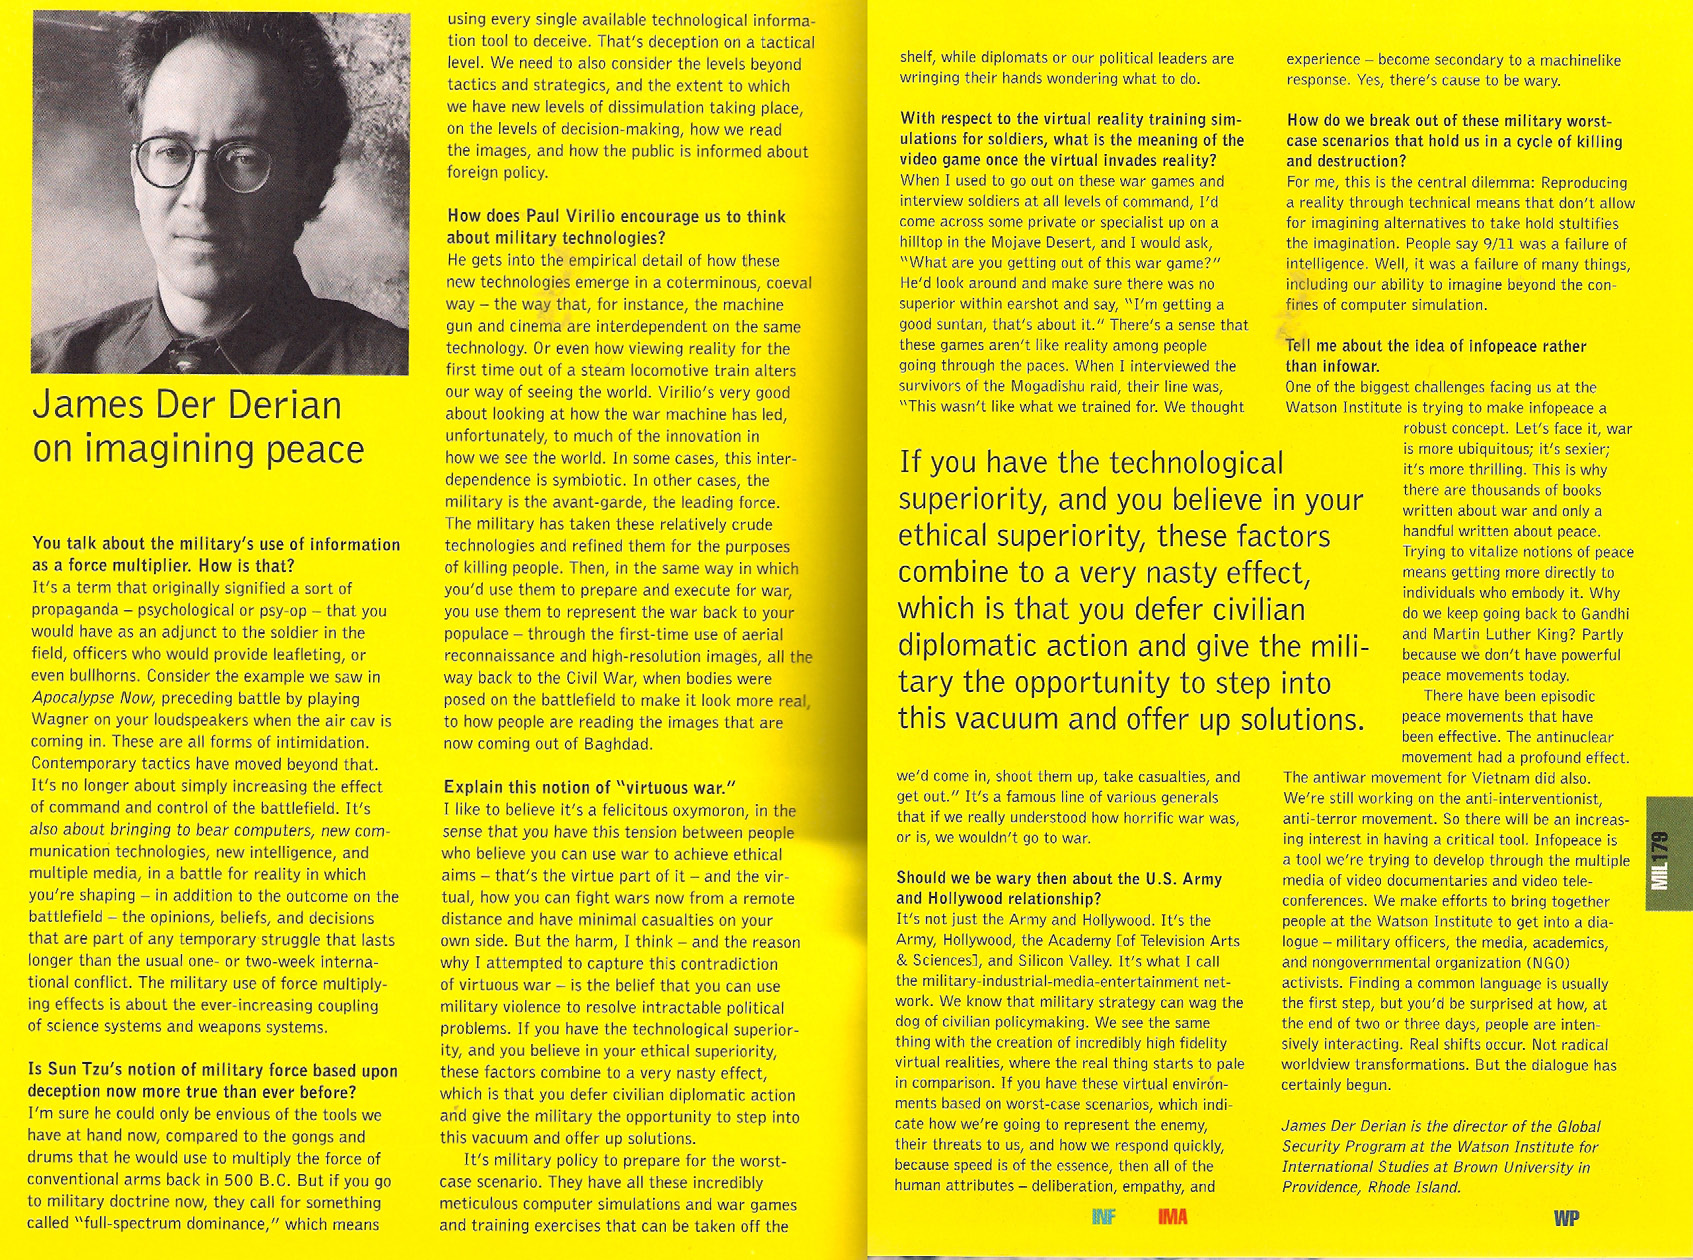 James Der Derian
on imagining peace
You talk about the military's use of information
as a force multiplier. How is that?
It's a term that originally signified a sort of
propaganda – psychological or psy-op – that you
would have as an adjunct to the soldier in the
field, officers who would provide leafleting, or
even bullhorns. Consider the example we saw in
Apocalypse Now, preceding battle by playing
Wagner on your loudspeakers when the air cav is
coming in. These are all forms of intimidation.
Contemporary tactics have moved beyond that.
It's no longer about simply increasing the effect
of command and control of the battlefield. It's
also about bringing to bear computers, new com-
munication technologies, new intelligence, and
multiple media, in a battle for reality in which
you're shaping – in addition to the outcome on the
battlefield – the opinions, beliefs, and decisions
that are part of any temporary struggle that lasts
longer than the usual one- or two-week interna-
tional conflict. The military use of force multiply-
ing effects is about the ever-increasing coupling
of science systems and weapons systems.
Is Sun Tzu's notion of military force based upon
deception now more true than ever before?
I'm sure he could only be envious of the tools we
have at hand now, compared to the gongs and
drums that he would use to multiply the force of
conventional arms back in 500 B.C. But if you go
to military doctrine now, they call for something
called "full-spectrum dominance," which means
using every single available technological informa-
tion tool to deceive. That's deception on a tactical
level. We need to also consider the levels beyond
tactics and strategics, and the extent to which
we have new levels of dissimulation taking place,
on the levels of decision-making, how we read
the images, and how the public is informed about
foreign policy.
How does Paul Virilio encourage us to think
about military technologies?
He gets into the empirical detail of how these
new technologies emerge in a coterminous, coeval
way – the way that, for instance, the machine
gun and cinema are interdependent on the same
technology. Or even how viewing reality for the
first time out of a steam locomotive train alters
our way of seeing the world. Virilio's very good
about looking at how the war machine has led,
unfortunately, to much of the innovation in
how we see the world. In some cases, this inter-
dependence is symbiotic. In other cases, the
military is the avant-garde, the leading force.
The military has taken these relatively crude
technologies and refined them for the purposes
of killing people. Then, in the same way in which
you'd use them to prepare and execute for war,
you use them to represent the war back to your
populace – through the first-time use of aerial
reconnaissance and high-resolution images, all the
way back to the Civil War, when bodies were
posed on the battlefield to make it look more real,
to how people are reading the images that are
now coming out of Baghdad.
Explain this notion of "virtuous war."
I like to believe it's a felicitous oxymoron, in the
sense that you have this tension between people
who believe you can use war to achieve ethical
aims – that's the virtue part of it – and the vir-
tual, how you can fight wars now from a remote
distance and have minimal casualties on your
own side. But the harm, I think – and the reason
why I attempted to capture this contradiction
of virtuous war – is the belief that you can use
military violence to resolve intractable political
problems. If you have the technological superior-
ity, and you believe in your ethical superiority,
these factors combine to a very nasty effect,
which is that you defer civilian diplomatic action
and give the military the opportunity to step into
this vacuum and offer up solutions.
It's military policy to prepare for the worst-
case scenario. They have all these incredibly
meticulous computer simulations and war games
and training exercises that can be taken off the
shelf, while diplomats or our political leaders are
wringing their hands wondering what to do.
With respect to the virtual reality training sim-
ulations for soldiers, what is the meaning of the
video game once the virtual invades reality?
When I used to go out on these war games and
interview soldiers at all levels of command, I'd
come across some private or specialist up on a
hilltop in the Mojave Desert, and I would ask,
"What are you getting out of this war game?"
He'd look around and make sure there was no
superior within earshot and say, "I'm getting a
good suntan, that's about it." There's a sense that
these games aren't like reality among people
going through the paces. When I interviewed the
survivors of the Mogadishu raid, their line was,
"This wasn't like what we trained for. We thought
If you have the technological
superiority, and you believe in your
ethical superiority, these factors
combine to a very nasty effect,
which is that you defer civilian
diplomatic action and give the mili-
tary the opportunity to step into
this vacuum and offer up solutions.
we'd come in, shoot them up, take casualties, and
get out." It's a famous line of various generals
that if we really understood how horrific war was,
or is, we wouldn't go to war.
Should we be wary then about the U.S. Army
and Hollywood relationship?
It's not just the Army and Hollywood. It's the
Army, Hollywood, the Academy [of Television Arts
& Sciences], and Silicon Valley. It's what I call
the military-industrial-media-entertainment net-
work. We know that military strategy can wag the
dog of civilian policymaking. We see the same
thing with the creation of incredibly high fidelity
virtual realities, where the real thing starts to pale
in comparison. If you have these virtual environ-
ments based on worst-case scenarios, which indi-
cate how we're going to represent the enemy,
their threats to us, and how we respond quickly,
because speed is of the essence, then all of the
human attributes – deliberation, empathy, and
experience – become secondary to a machinelike
response. Yes, there's cause to be wary.
How do we break out of these military worst-
case scenarios that hold us in a cycle of killing
and destruction?
For me, this is the central dilemma: Reproducing
a reality through technical means that don't allow
for imagining alternatives to take hold stultifies
the imagination. People say 9/11 was a failure of
intelligence. Well, it was a failure of many things,
including our ability to imagine beyond the con-
fines of computer simulation.
Tell me about the idea of infopeace rather
than infowar.
One of the biggest challenges facing us at the
Watson Institute is trying to make infopeace a
robust concept. Let's face it, war
is more ubiquitous; it's sexier;
it's more thrilling. This is why
there are thousands of books
written about war and only a
handful written about peace.
Trying to vitalize notions of peace
means getting more directly to
individuals who embody it. Why
do we keep going back to Gandhi
and Martin Luther King? Partly
because we don't have powerful
peace movements today.
There have been episodic
peace movements that have
been effective. The antinuclear
movement had a profound effect.
The antiwar movement for Vietnam did also.
We're still working on the anti-interventionist,
anti-terror movement. So there will be an increas-
ing interest in having a critical tool. Infopeace is
a tool we're trying to develop through the multiple
media of video documentaries and video tele-
conferences. We make efforts to bring together
people at the Watson Institute to get into a dia-
logue – military officers, the media, academics,
and nongovernmental organization (NGO)
activists. Finding a common language is usually
the first step, but you'd be surprised at how, at
the end of two or three days, people are inten-
sively interacting. Real shifts occur. Not radical
worldview transformations. But the dialogue has
certainly begun.
James Der Derian is the director of the Global
Security Program at the Watson Institute for
International Studies at Brown University in
Providence, Rhode Island.
MIL179
INF IMA WP